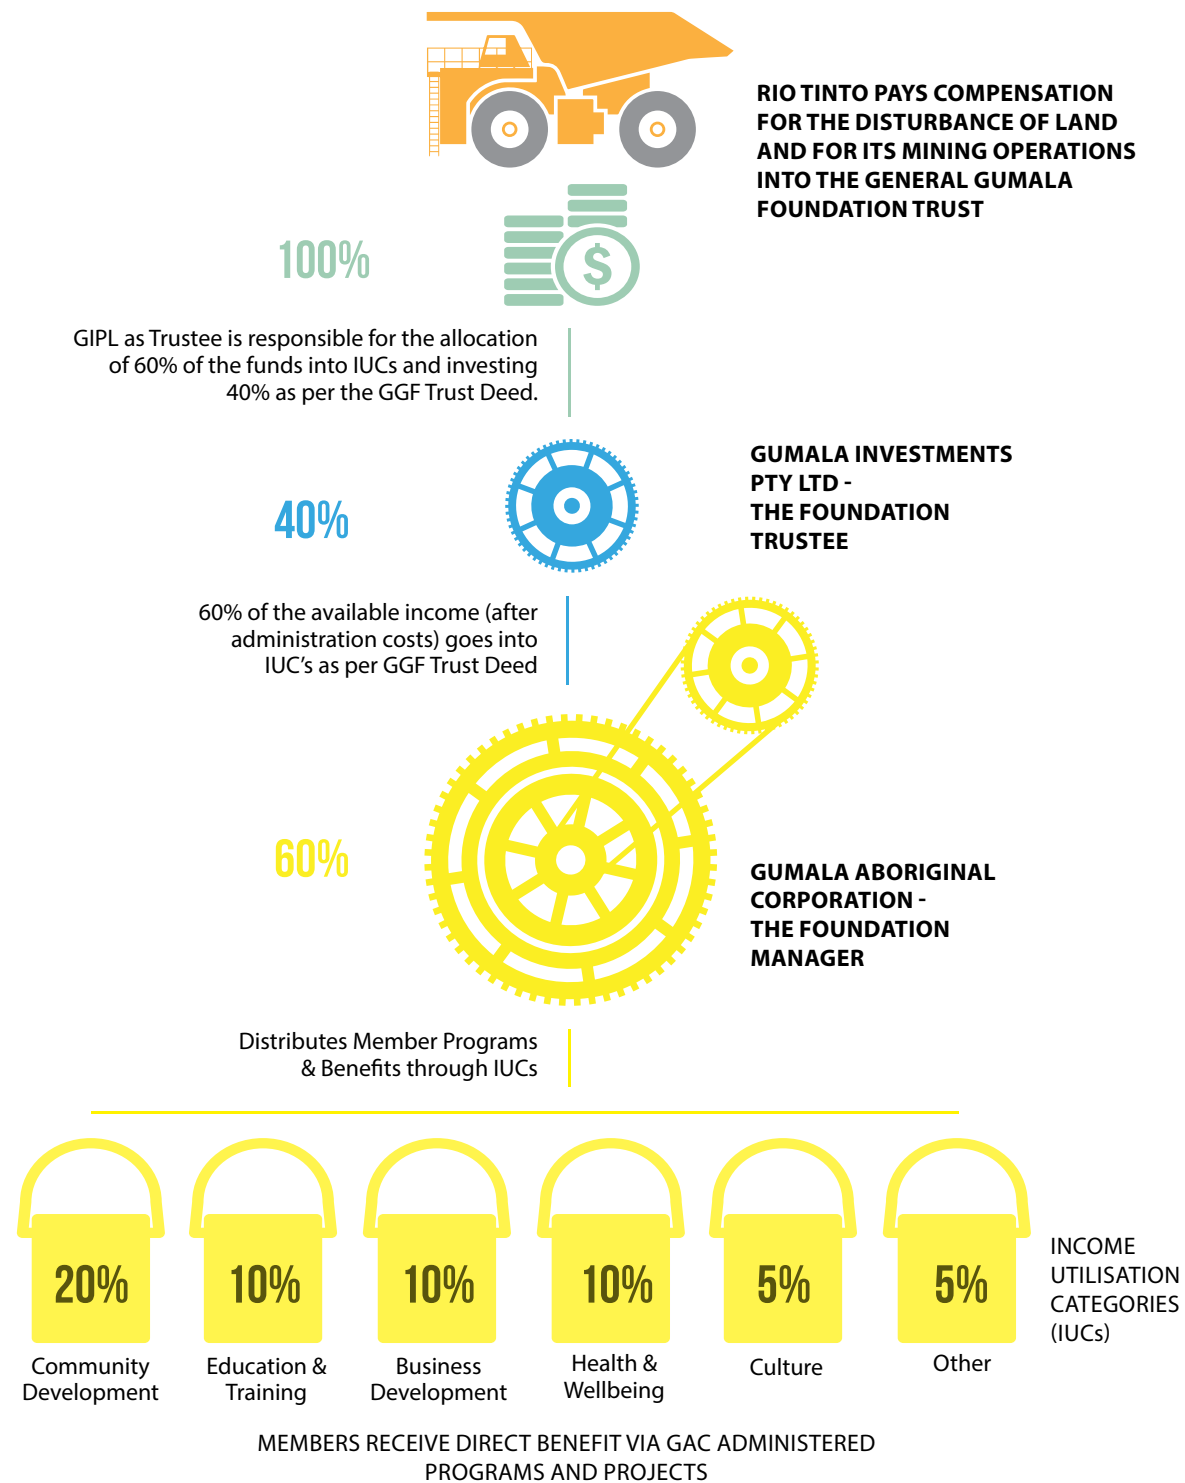 RIO TINTO PAYS COMPENSATION
FOR THE DISTURBANCE OF LAND
AND FOR ITS MINING OPERATIONS
INTO THE GENERAL GUMALA
FOUNDATION TRUST
$
100%
GIPL as Trustee is responsible for the allocation
of 60% of the funds into IUCs and investing
40% as per the GGF Trust Deed.
GUMALA INVESTMENTS
PTY LTD -
THE FOUNDATION
TRUSTEE
40%
60% of the available income (after
administration costs) goes into
IUC’s as per GGF Trust Deed
60%
GUMALA ABORIGINAL
CORPORATION -
THE FOUNDATION
MANAGER
Distributes Member Programs
& Benefits through IUCs
20%
Community
Development
10%
Education &
Training
10%
Business
Development
10%
Health &
Wellbeing
5%
Culture
5%
Other
INCOME
UTILISATION
CATEGORIES
(IUCs)
MEMBERS RECEIVE DIRECT BENEFIT VIA GAC ADMINISTERED
PROGRAMS AND PROJECTS